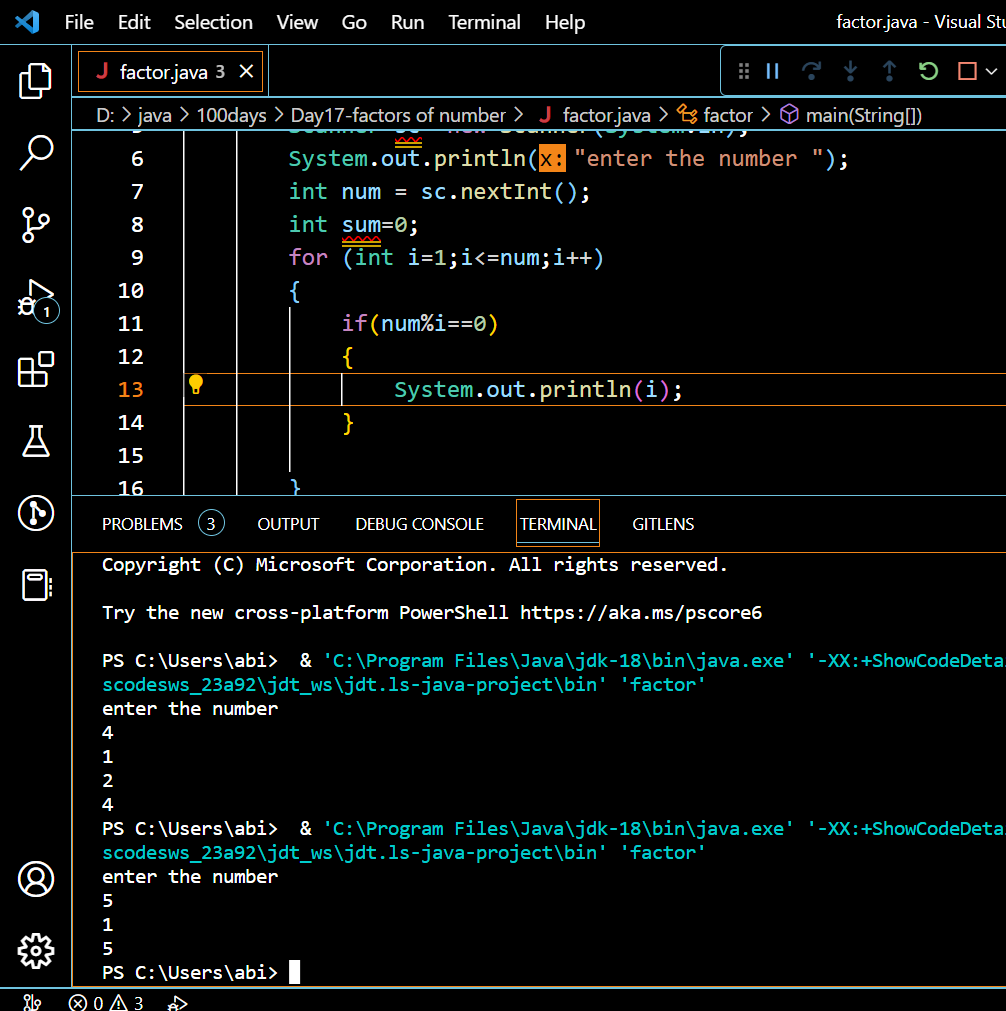 File Edit Selection View Go Run Terminal Help factor.java - Visual Stu
factor.java 3
D: > java > 100days > Day17-factors of number > factor.java > factor > main(String[])
Scanner sc = new Scanner(System.in);
6 System.out.println(x: "enter the number ");
7 int num = sc.nextInt();
8 int sum=0;
9 for (int i=1;i<=num;i++)
10 {
11 if(num%i==0)
12 {
13 System.out.println(i);
14 }
15
16 }
1
PROBLEMS 3 OUTPUT DEBUG CONSOLE TERMINAL GITLENS
Copyright (C) Microsoft Corporation. All rights reserved.
Try the new cross-platform PowerShell https://aka.ms/pscore6
PS C:\Users\abi>  & 'C:\Program Files\Java\jdk-18\bin\java.exe' '-XX:+ShowCodeDeta
scodesws_23a92\jdt_ws\jdt.ls-java-project\bin' 'factor'
enter the number
4
1
2
4
PS C:\Users\abi>  & 'C:\Program Files\Java\jdk-18\bin\java.exe' '-XX:+ShowCodeDeta
scodesws_23a92\jdt_ws\jdt.ls-java-project\bin' 'factor'
enter the number
5
1
5
PS C:\Users\abi>
0 3